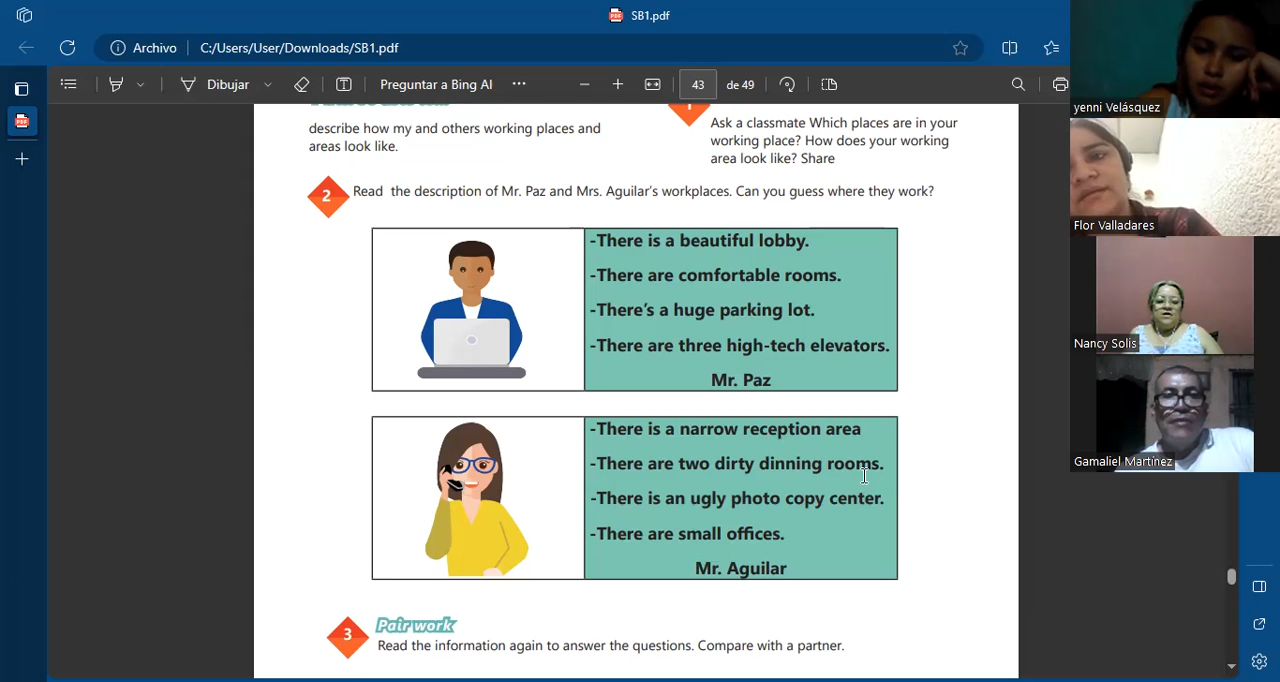 SB1.pdf
Archivo
C:/Users/User/Downloads/SB1.pdf
Dibujar
Preguntar a Bing AI
43
de 49
describe how my and others working places and
areas look like.
1
Ask a classmate Which places are in your
working place? How does your working
area look like? Share
2
Read the description of Mr. Paz and Mrs. Aguilar's workplaces. Can you guess where they work?
-There is a beautiful lobby.
-There are comfortable rooms.
-There's a huge parking lot.
-There are three high-tech elevators.
Mr. Paz
-There is a narrow reception area
-There are two dirty dinning rooms.
-There is an ugly photo copy center.
-There are small offices.
Mr. Aguilar
3
Pair work
Read the information again to answer the questions. Compare with a partner.
yenni Velásquez
Flor Valladares
Nancy Solis
Gamaliel Martínez